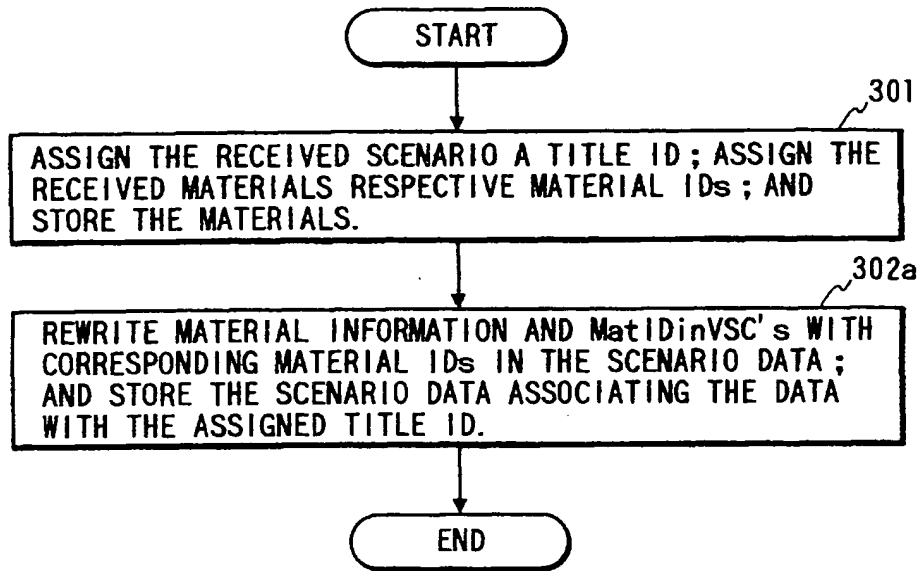 START
301
ASSIGN THE RECEIVED SCENARIO A TITLE ID; ASSIGN THE
RECEIVED MATERIALS RESPECTIVE MATERIAL IDs; AND
STORE THE MATERIALS.
302a
REWRITE MATERIAL INFORMATION AND MatIDinVSC's WITH
CORRESPONDING MATERIAL IDs IN THE SCENARIO DATA;
AND STORE THE SCENARIO DATA ASSOCIATING THE DATA
WITH THE ASSIGNED TITLE ID.
END